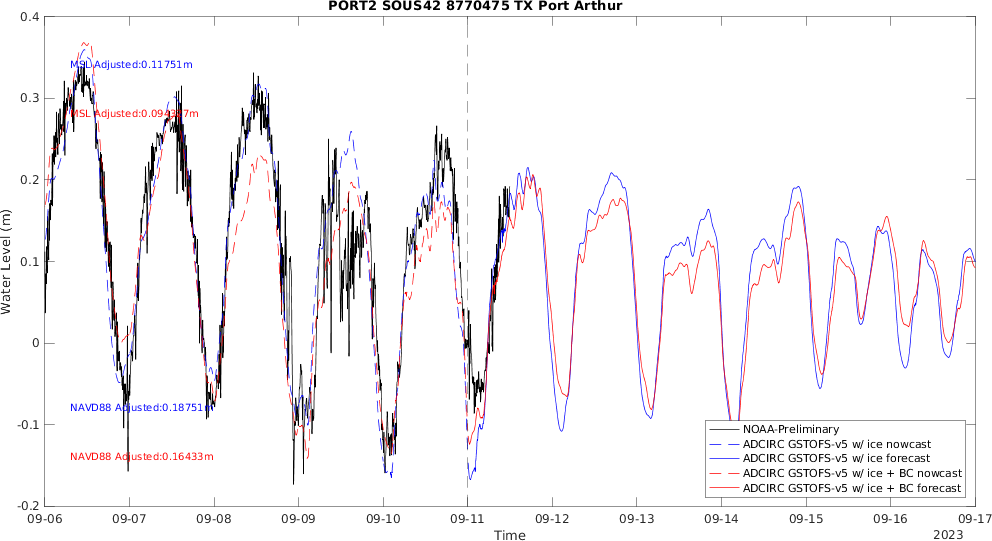 PORT2 SOUS42 8770475 TX Port Arthur
0.4
0.3
0.2
0.1
0
-0.1
-0.2
Water Level (m)
MSL Adjusted:0.11751m
NAVD88 Adjusted:0.18751m
NAVD88 Adjusted:0.16433m
NOAA-Preliminary
ADCIRC GSTOFS-v5 w/ ice nowcast
ADCIRC GSTOFS-v5 w/ ice forecast
ADCIRC GSTOFS-v5 w/ ice + BC nowcast
ADCIRC GSTOFS-v5 w/ ice + BC forecast
09-06 09-07 09-08 09-09 09-10 09-11 09-12 09-13 09-14 09-15 09-16 09-17
Time
2023